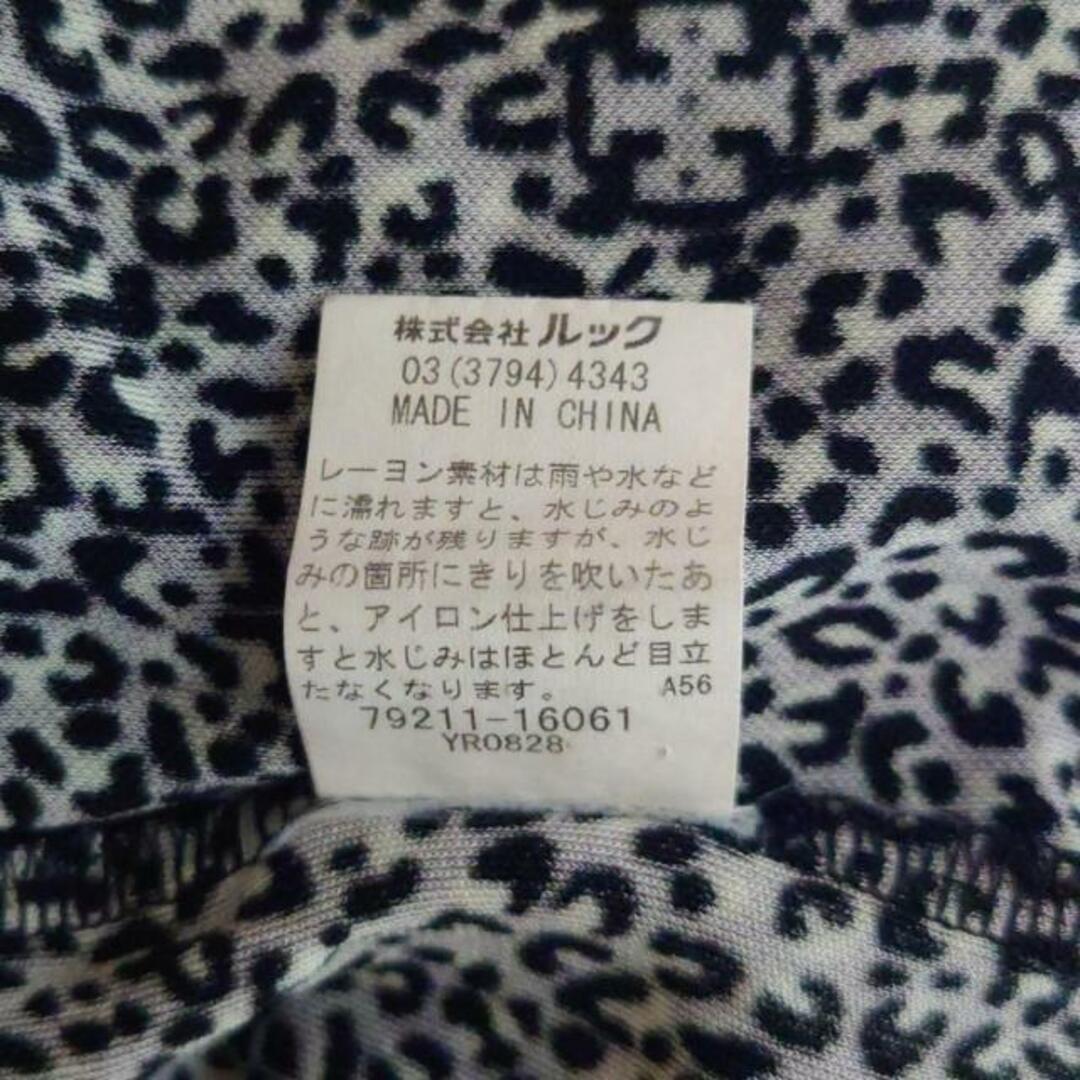 株式会社 ルック
03(3794)4343
MADE IN CHINA
レーヨン素材は雨や水など
に濡れますと、水じみのよ
うな跡が残りますが、水じ
みの箇所にきりを吹いたあ
と、アイロン仕上げをしま
すと水じみはほとんど目立
たなくなります。 A56
79211-16061
YR0828